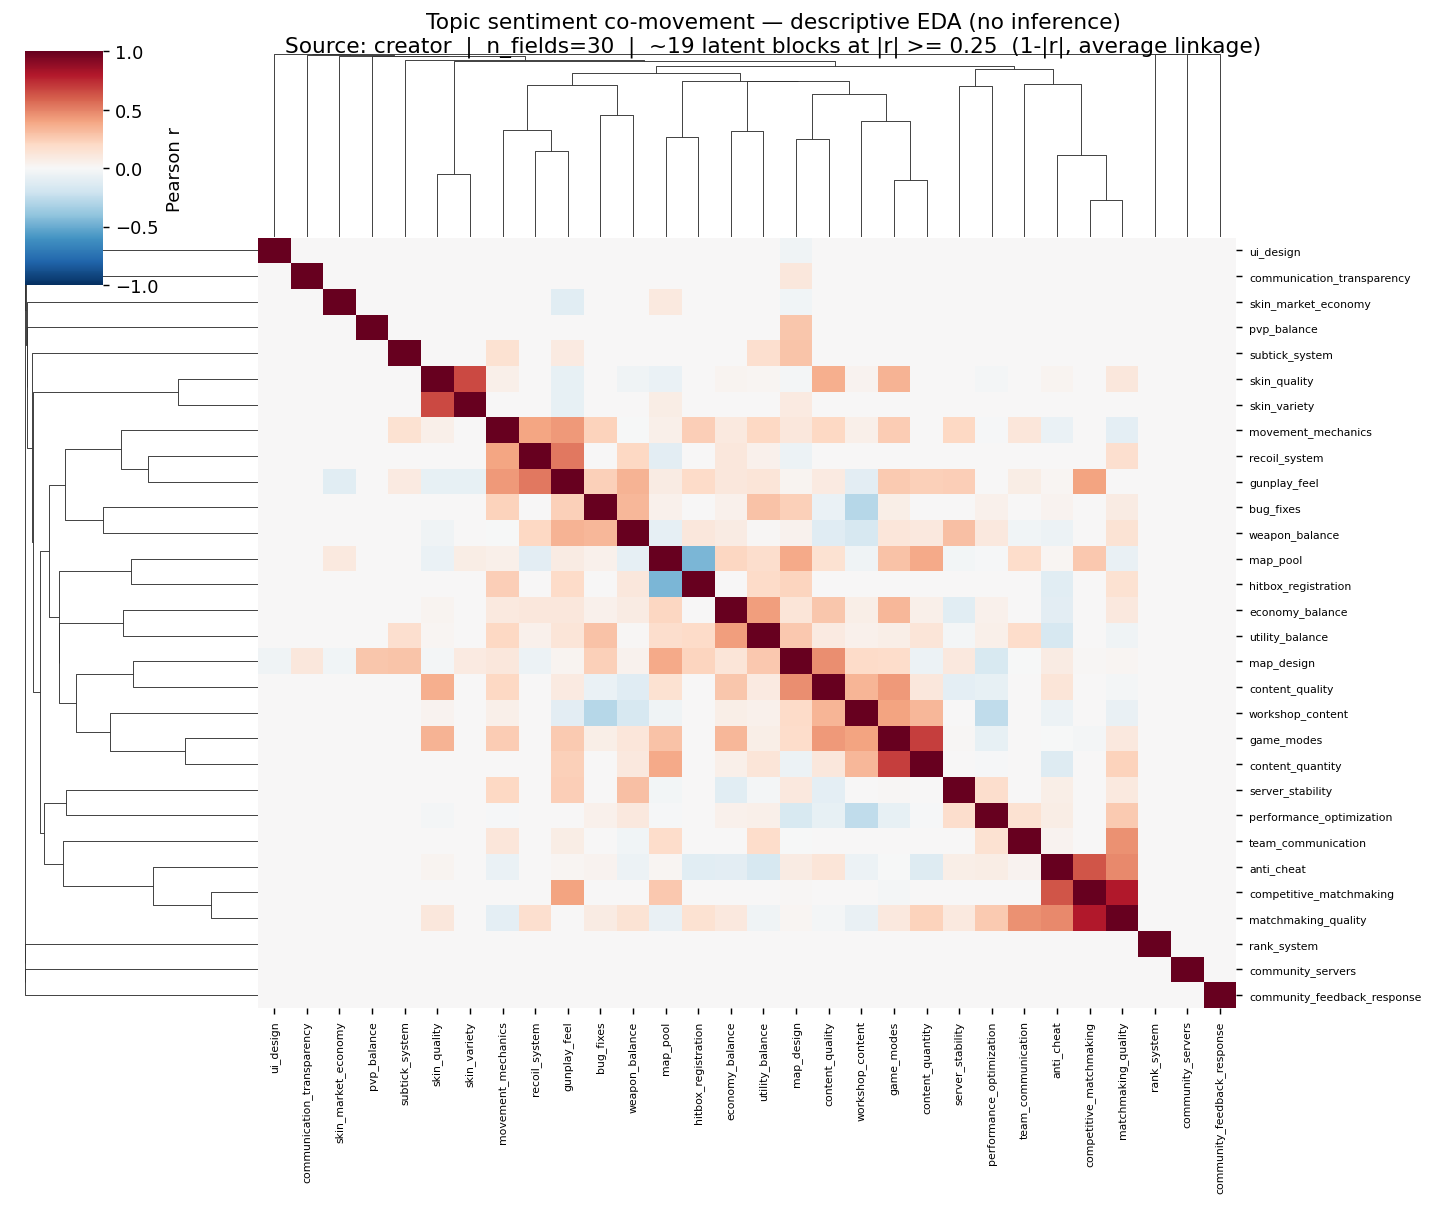 Topic sentiment co-movement — descriptive EDA (no inference)
Source: creator | n_fields=30 | ~19 latent blocks at |r| >= 0.25 (1-|r|, average linkage)
1.0
0.5
0.0
−0.5
−1.0
Pearson r
ui_design
communication_transparency
skin_market_economy
pvp_balance
subtick_system
skin_quality
skin_variety
movement_mechanics
recoil_system
gunplay_feel
bug_fixes
weapon_balance
map_pool
hitbox_registration
economy_balance
utility_balance
map_design
content_quality
workshop_content
game_modes
content_quantity
server_stability
performance_optimization
team_communication
anti_cheat
competitive_matchmaking
matchmaking_quality
rank_system
community_servers
community_feedback_response
ui_design
communication_transparency
skin_market_economy
pvp_balance
subtick_system
skin_quality
skin_variety
movement_mechanics
recoil_system
gunplay_feel
bug_fixes
weapon_balance
map_pool
hitbox_registration
economy_balance
utility_balance
map_design
content_quality
workshop_content
game_modes
content_quantity
server_stability
performance_optimization
team_communication
anti_cheat
competitive_matchmaking
matchmaking_quality
rank_system
community_servers
community_feedback_response